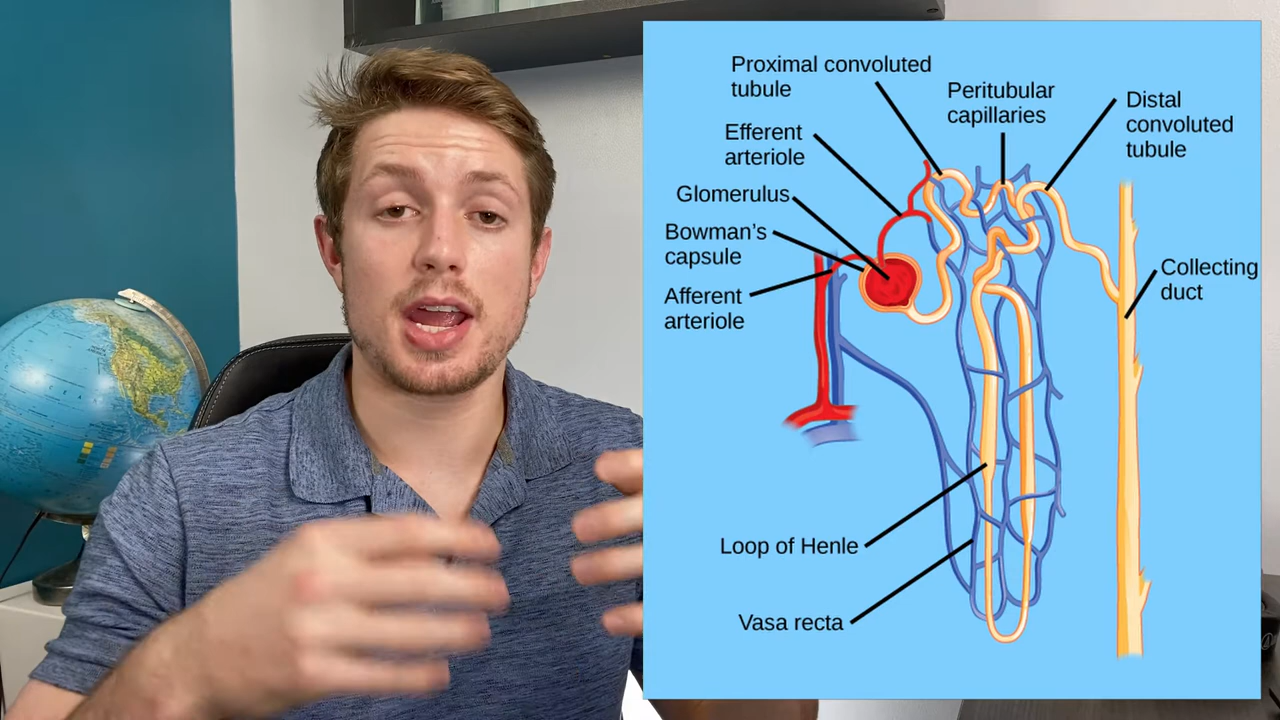 Proximal convoluted
tubule
Peritubular
capillaries
Distal
convoluted
tubule
Efferent
arteriole
Glomerulus
Bowman's
capsule
Afferent
arteriole
Collecting
duct
Loop of Henle
Vasa recta